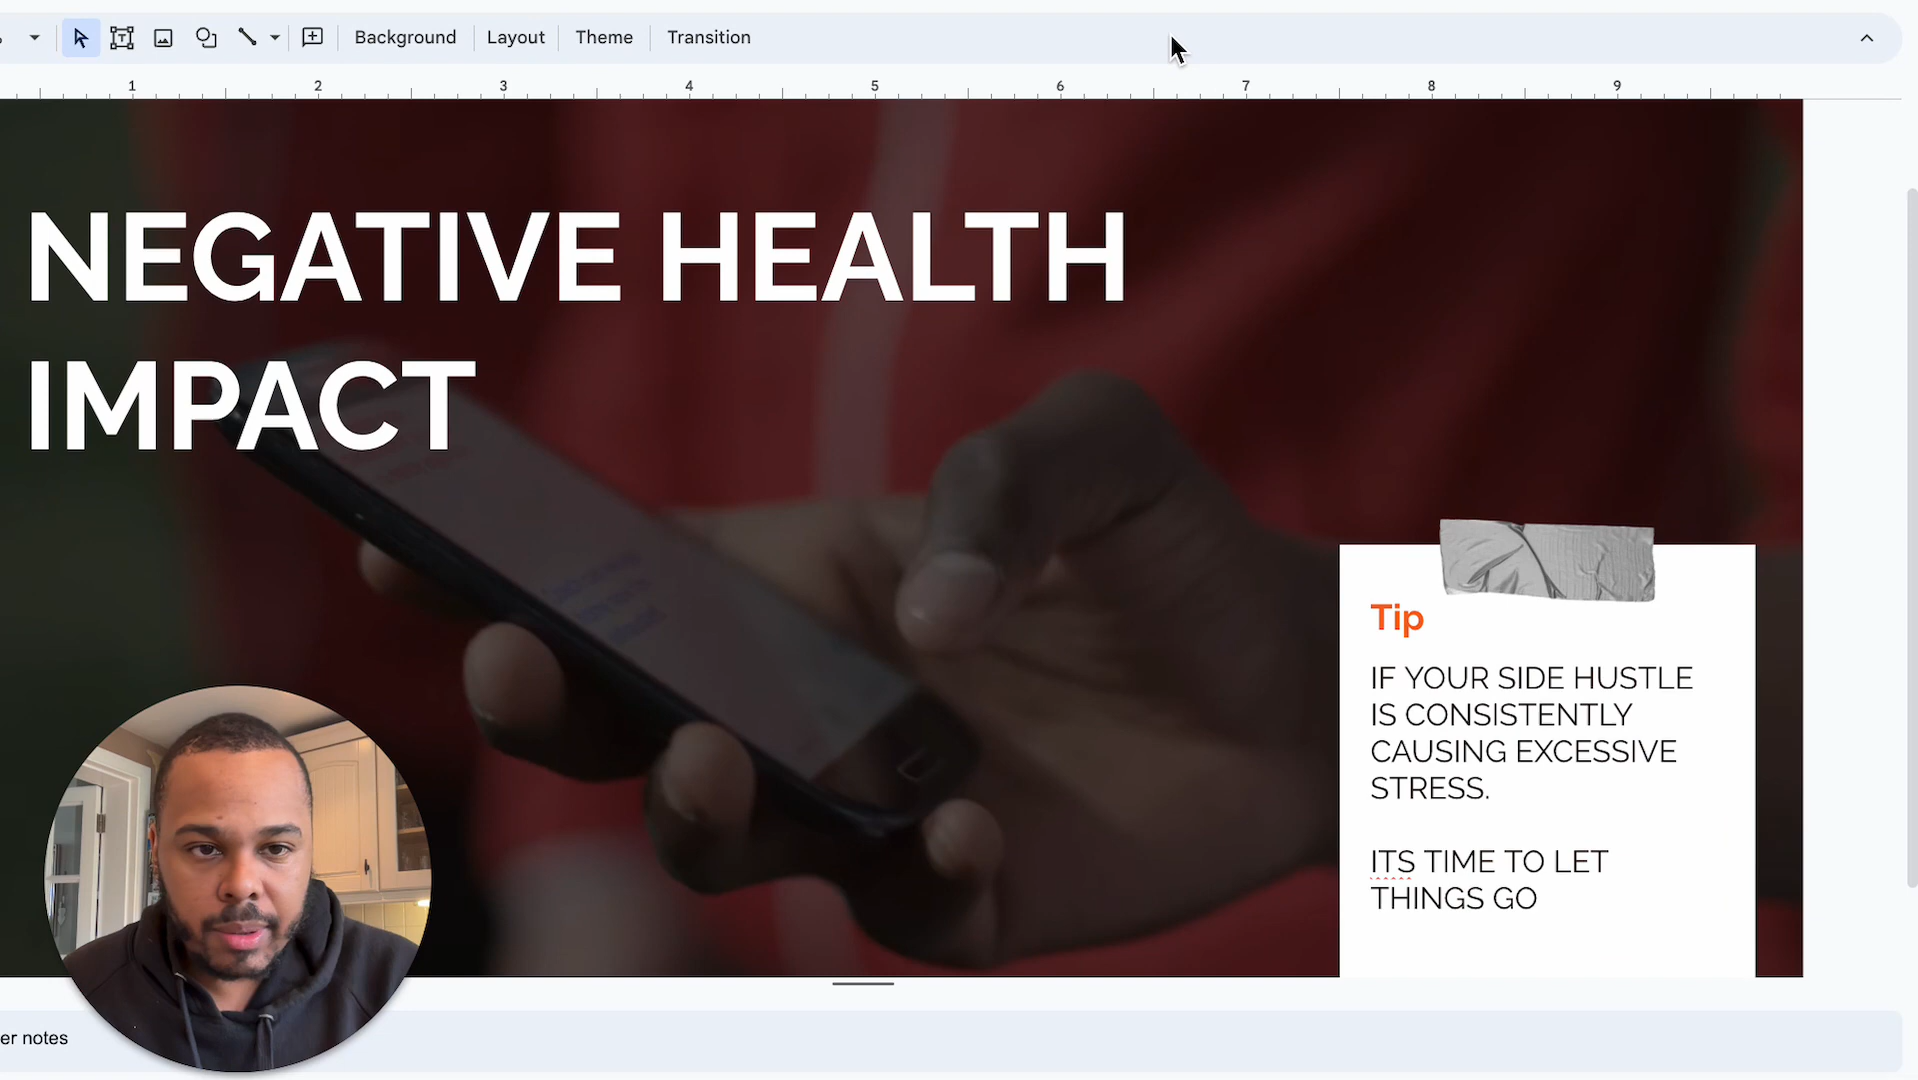 Background Layout Theme Transition
1 2 3 4 5 6 7 8 9
NEGATIVE HEALTH
IMPACT
Tip
IF YOUR SIDE HUSTLE
IS CONSISTENTLY
CAUSING EXCESSIVE
STRESS.
ITS TIME TO LET
THINGS GO
er notes